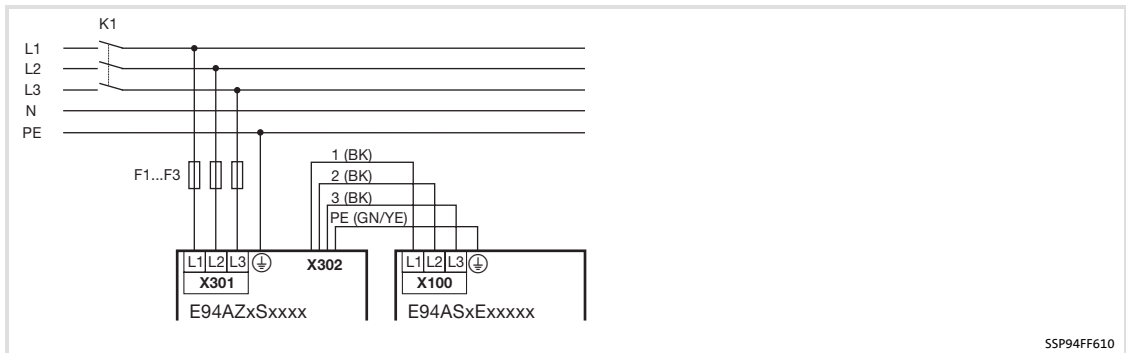 K1
L1
L2
L3
N
PE
F1...F3
1 (BK)
2 (BK)
3 (BK)
PE (GN/YE)
L1 L2 L3
X302
L1 L2 L3
X301
X100
E94AZxSxxxx
E94ASxExxxxx
SSP94FF610